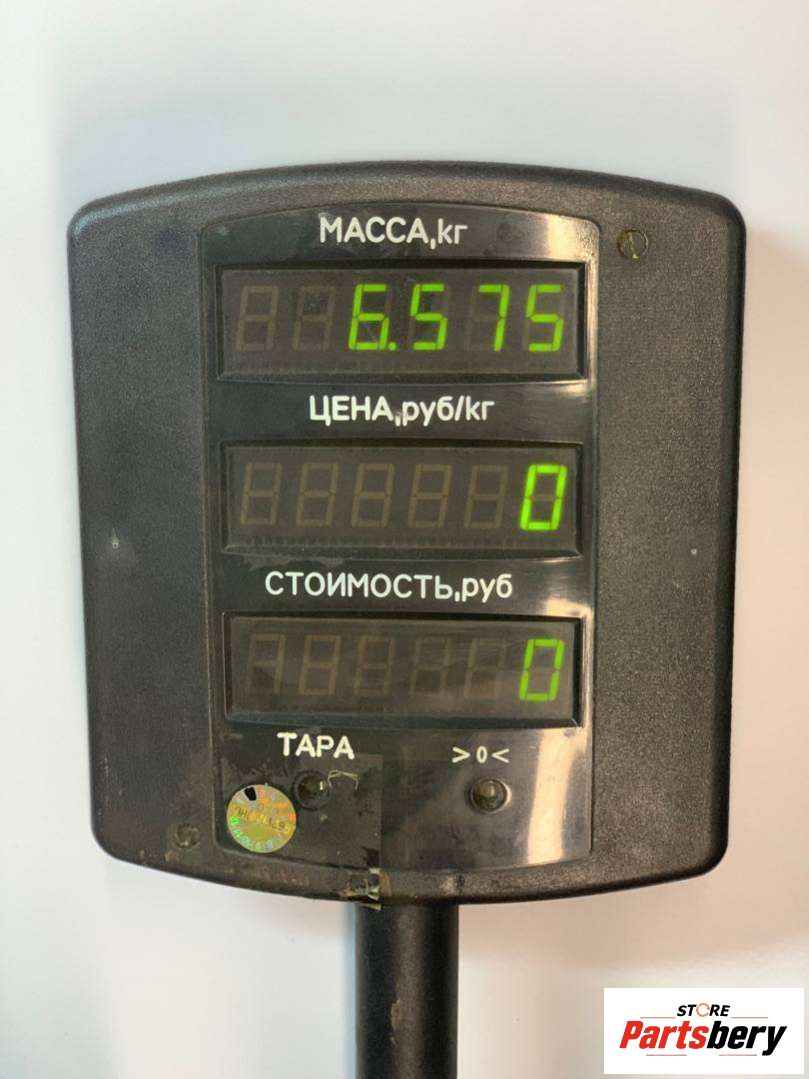 МАССА,кг
6.575
ЦЕНА,руб/кг
0
СТОИМОСТЬ,руб
0
ТАРА >0<
STORE
Partsbery